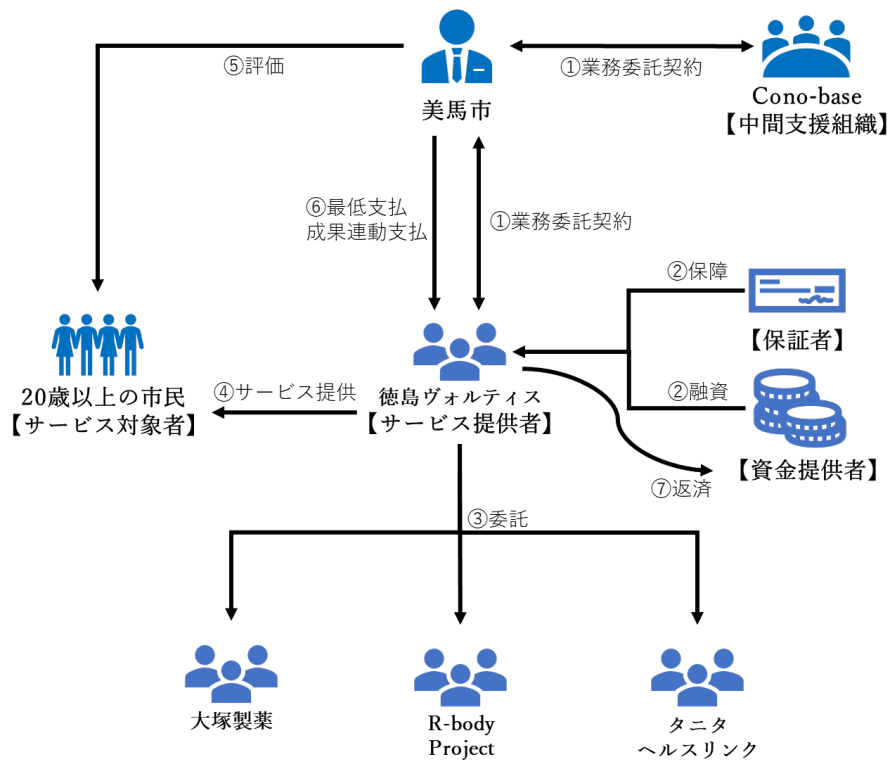 ⑤評価
①業務委託契約
美馬市
Cono-base
【中間支援組織】
⑥最低支払
成果連動支払
①業務委託契約
②保障
【保証者】
20歳以上の市民
【サービス対象者】
④サービス提供
徳島ヴォルティス
【サービス提供者】
②融資
【資金提供者】
⑦返済
③委託
大塚製薬
R-body
Project
タニタ
ヘルスリンク